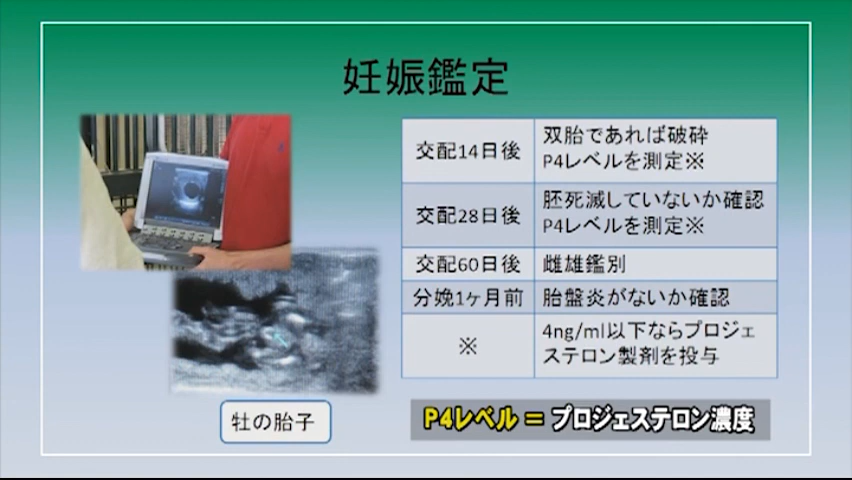 妊娠鑑定
交配14日後
双胎であれば破砕
P4レベルを測定※
交配28日後
胚死滅していないか確認
P4レベルを測定※
交配60日後
雌雄鑑別
分娩1ヶ月前
胎盤炎がないか確認
※
4ng/ml以下ならプロジェ
ステロン製剤を投与
牡の胎子
P4レベル = プロジェステロン濃度